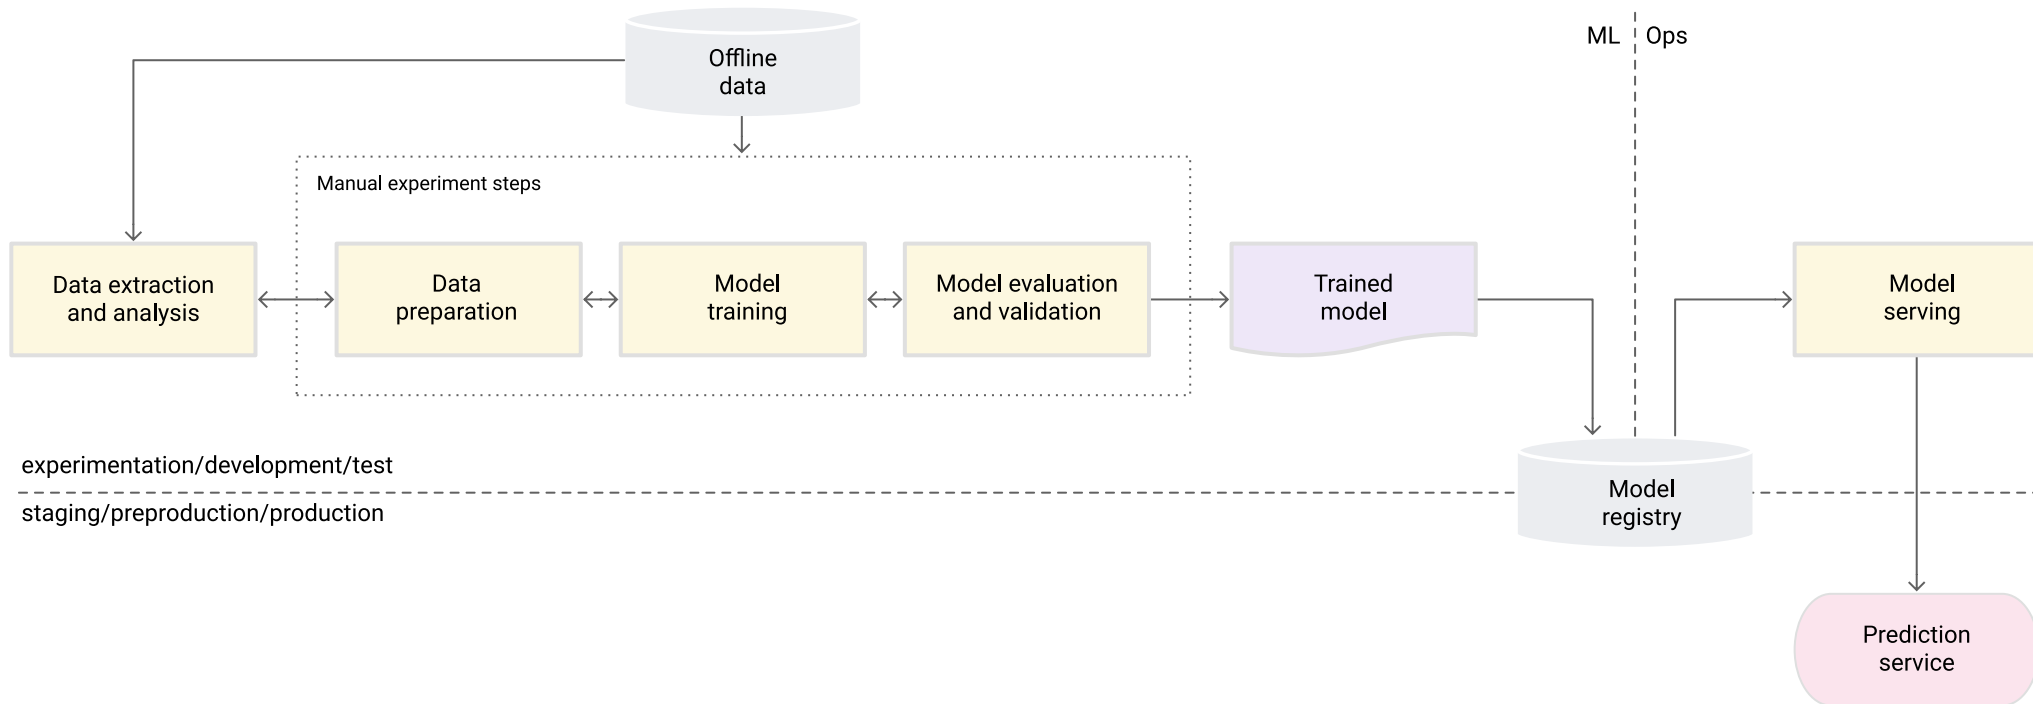 Offline
data
ML
Ops
Manual experiment steps
Data extraction
and analysis
Data
preparation
Model
training
Model evaluation
and validation
Trained
model
Model
serving
experimentation/development/test
staging/preproduction/production
Model
registry
Prediction
service